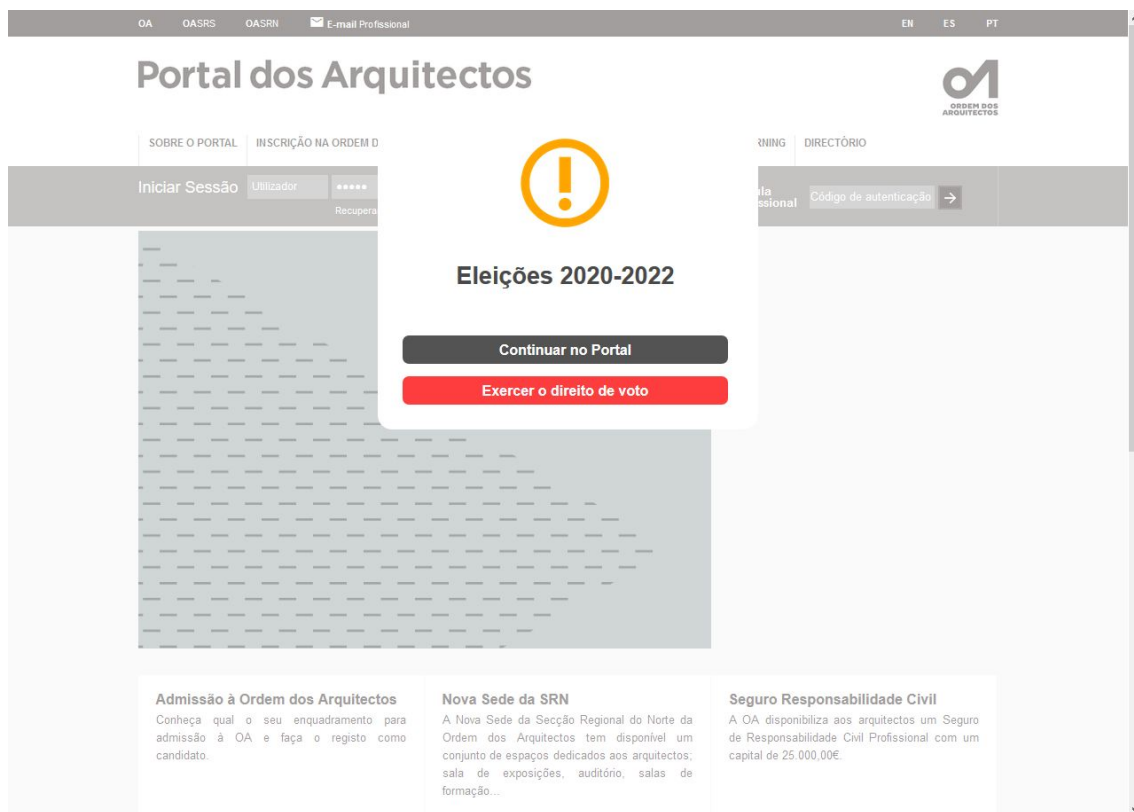 OA OASRS OASRN E-mail Profissional EN ES PT
Portal dos Arquitectos
ORDEM DOS
ARQUITECTOS
SOBRE O PORTAL INSCRIÇÃO NA ORDEM D RNING DIRECTÓRIO
Iniciar Sessão Utilizador ••••• Código de autenticação
Recupera
Eleições 2020-2022
Continuar no Portal
Exercer o direito de voto
Admissão à Ordem dos Arquitectos
Conheça qual o seu enquadramento para
admissão à OA e faça o registo como
candidato.
Nova Sede da SRN
A Nova Sede da Secção Regional do Norte da
Ordem dos Arquitectos tem disponível um
conjunto de espaços dedicados aos arquitectos;
sala de exposições, auditório, salas de
formação...
Seguro Responsabilidade Civil
A OA disponibiliza aos arquitectos um Seguro
de Responsabilidade Civil Profissional com um
capital de 25.000,00€.